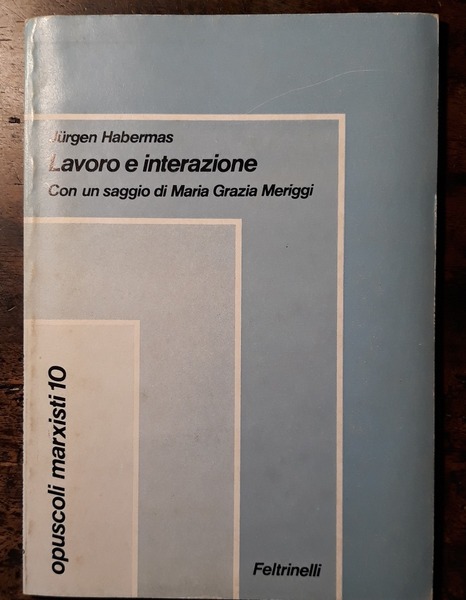 Jürgen Habermas
Lavoro e interazione
Con un saggio di Maria Grazia Meriggi
opuscoli marxisti 10
Feltrinelli